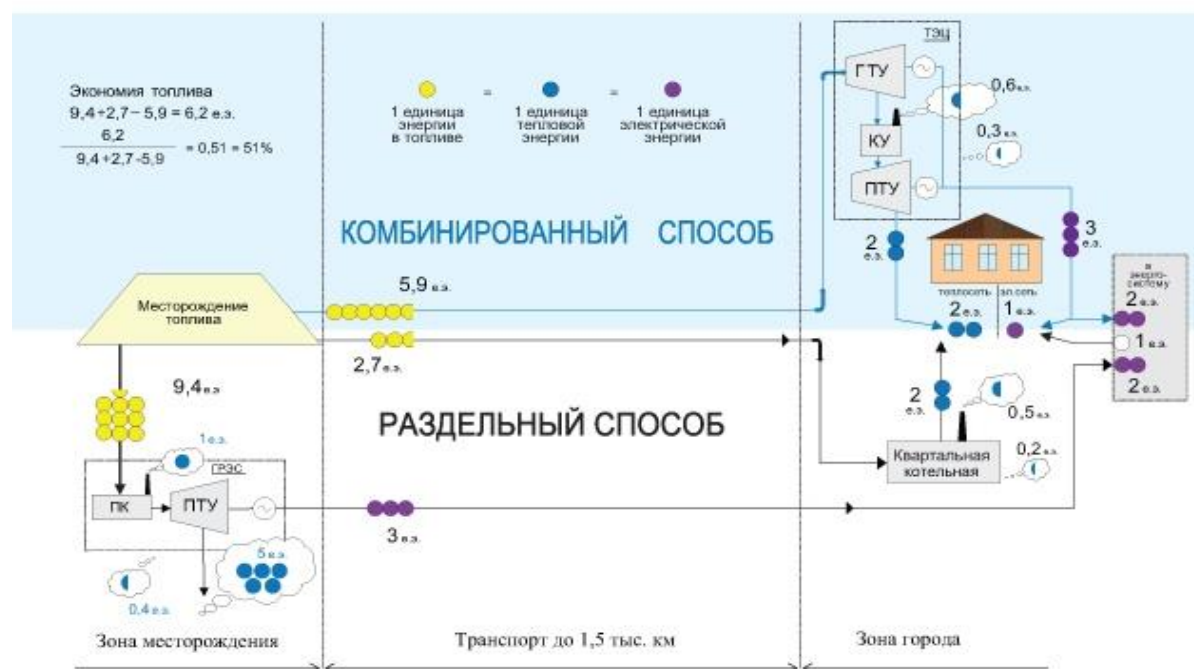 Экономия топлива
9,4+2,7-5,9 = 6,2 е.э.
6,2
9,4+2,7-5,9
= 0,51 = 51%
1 единица
энергии
в топливе
=
1 единица
тепловой
энергии
=
1 единица
электрической
энергии
ТЭЦ
ГТУ
0,6 е.э.
КУ
0,3 е.э.
ПТУ
КОМБИНИРОВАННЫЙ СПОСОБ
2
е.э.
3
е.э.
в
энерго-
систему
теплосеть
эл.сеть
2 е.э.
1 е.э.
2 е.э.
1 е.э.
2 е.э.
Месторождение
топлива
5,9 е.э.
2,7 е.э.
9,4 е.э.
РАЗДЕЛЬНЫЙ СПОСОБ
2
е.э.
0,5 е.э.
Квартальная
котельная
0,2 е.э.
1 е.э.
ГРЭС
ПК
ПТУ
3 е.э.
5 е.э.
0,4 е.э.
Зона месторождения
Транспорт до 1,5 тыс. км
Зона города